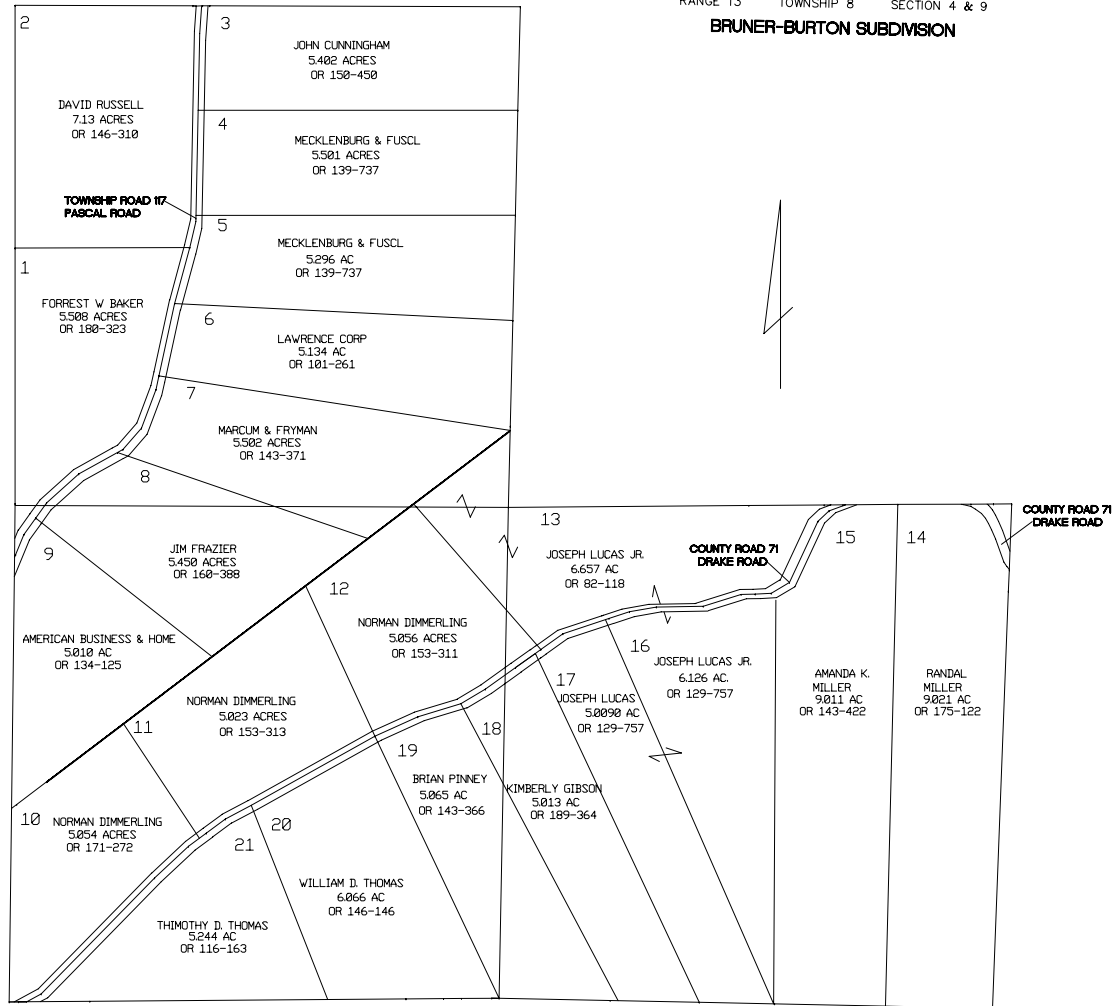 RANGE 13 TOWNSHIP 8 SECTION 4 & 9
BRUNER-BURTON SUBDIVISION
2
DAVID RUSSELL
7.13 ACRES
OR 146-310
3
JOHN CUNNINGHAM
5.402 ACRES
OR 150-450
4
MECKLENBURG & FUSCL
5.501 ACRES
OR 139-737
TOWNSHIP ROAD 117
PASCAL ROAD
5
MECKLENBURG & FUSCL
5.296 AC
OR 139-737
1
FORREST W BAKER
5.508 ACRES
OR 180-323
6
LAWRENCE CORP
5.134 AC
OR 101-261
7
MARCUM & FRYMAN
5.502 ACRES
OR 143-371
8
JIM FRAZIER
5.450 ACRES
OR 160-388
9
AMERICAN BUSINESS & HOME
5.010 AC
OR 134-125
13
JOSEPH LUCAS JR.
6.657 AC
OR 82-118
COUNTY ROAD 71
DRAKE ROAD
15
14
COUNTY ROAD 71
DRAKE ROAD
12
NORMAN DIMMERLING
5.056 ACRES
OR 153-311
16
JOSEPH LUCAS JR.
6.126 AC.
OR 129-757
AMANDA K.
MILLER
9.011 AC
OR 143-422
RANDAL
MILLER
9.021 AC
OR 175-122
17
JOSEPH LUCAS
5.0090 AC
OR 129-757
11
NORMAN DIMMERLING
5.023 ACRES
OR 153-313
18
KIMBERLY GIBSON
5.013 AC
OR 189-364
19
BRIAN PINNEY
5.065 AC
OR 143-366
10
NORMAN DIMMERLING
5.054 ACRES
OR 171-272
20
WILLIAM D. THOMAS
6.066 AC
OR 146-146
21
THIMOTHY D. THOMAS
5.244 AC
OR 116-163